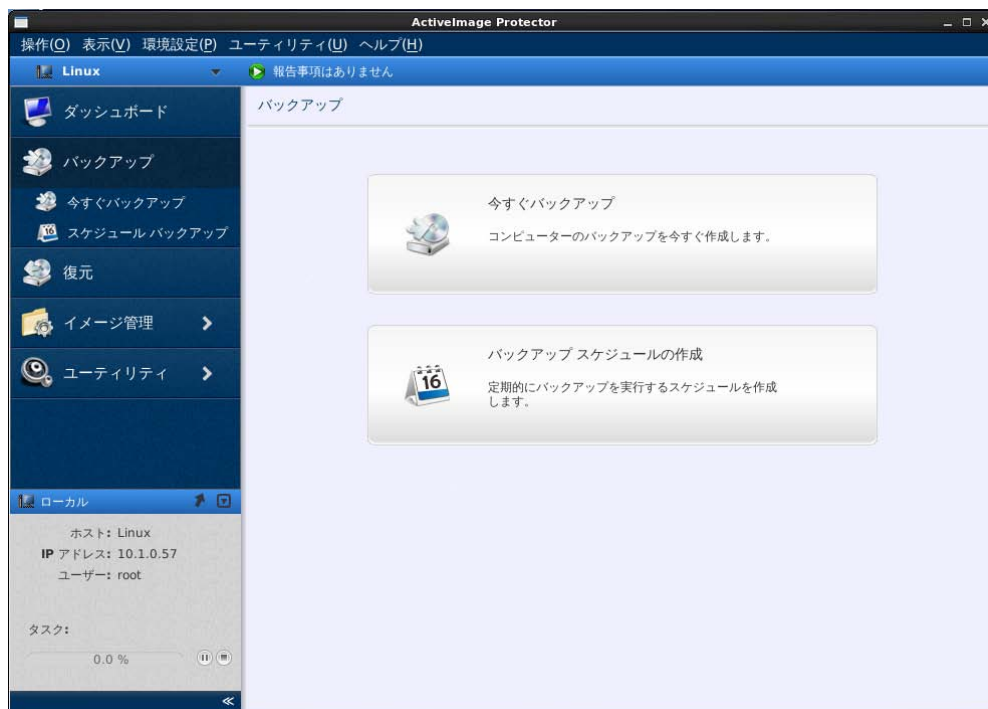 ActiveImage Protector
操作(O) 表示(V) 環境設定(P) ユーティリティ(U) ヘルプ(H)
Linux
報告事項はありません
ダッシュボード
バックアップ
今すぐバックアップ
スケジュール バックアップ
復元
イメージ管理
ユーティリティ
ローカル
ホスト: Linux
IP アドレス: 10.1.0.57
ユーザー: root
タスク:
0.0 %
バックアップ
今すぐバックアップ
コンピューターのバックアップを今すぐ作成します。
16
バックアップ スケジュールの作成
定期的にバックアップを実行するスケジュールを作成
します。